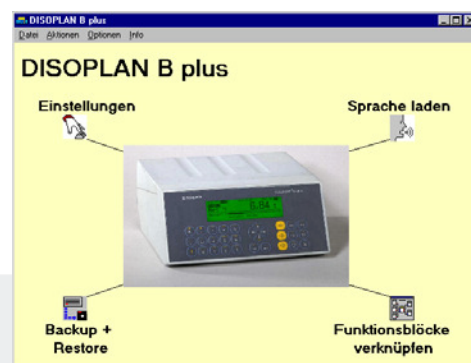 DISOPLAN B plus
Datei Aktionen Optionen Info
DISOPLAN B plus
Einstellungen
Sprache laden
Backup +
Restore
Funktionsblöcke
verknüpfen